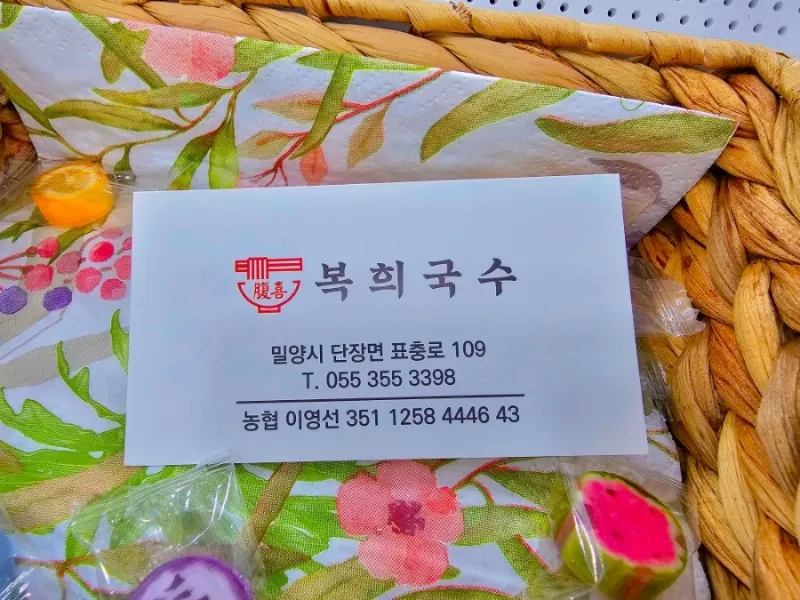 腹喜
복희국수
밀양시 단장면 표충로 109
T. 055 355 3398
농협 이영선 351 1258 4446 43